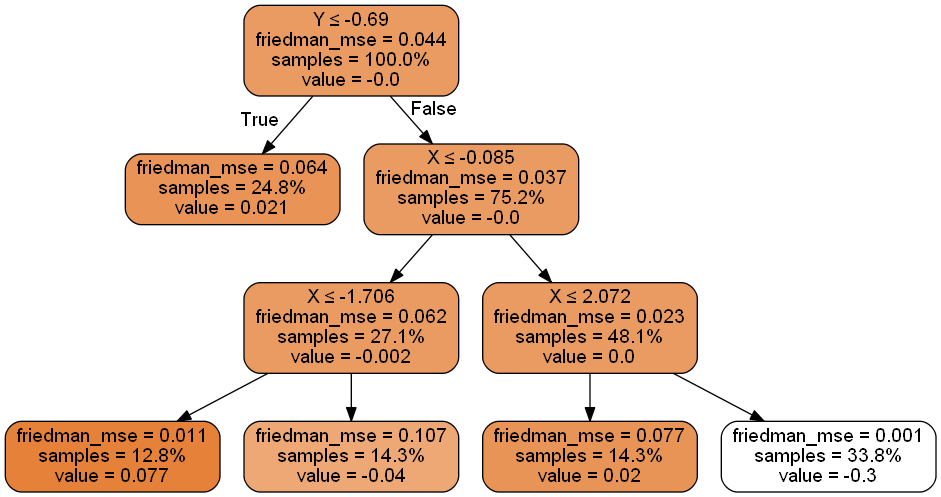 Y ≤ -0.69
friedman_mse = 0.044
samples = 100.0%
value = -0.0
True
False
friedman_mse = 0.064
samples = 24.8%
value = 0.021
X ≤ -0.085
friedman_mse = 0.037
samples = 75.2%
value = -0.0
X ≤ -1.706
friedman_mse = 0.062
samples = 27.1%
value = -0.002
X ≤ 2.072
friedman_mse = 0.023
samples = 48.1%
value = 0.0
friedman_mse = 0.011
samples = 12.8%
value = 0.077
friedman_mse = 0.107
samples = 14.3%
value = -0.04
friedman_mse = 0.077
samples = 14.3%
value = 0.02
friedman_mse = 0.001
samples = 33.8%
value = -0.3